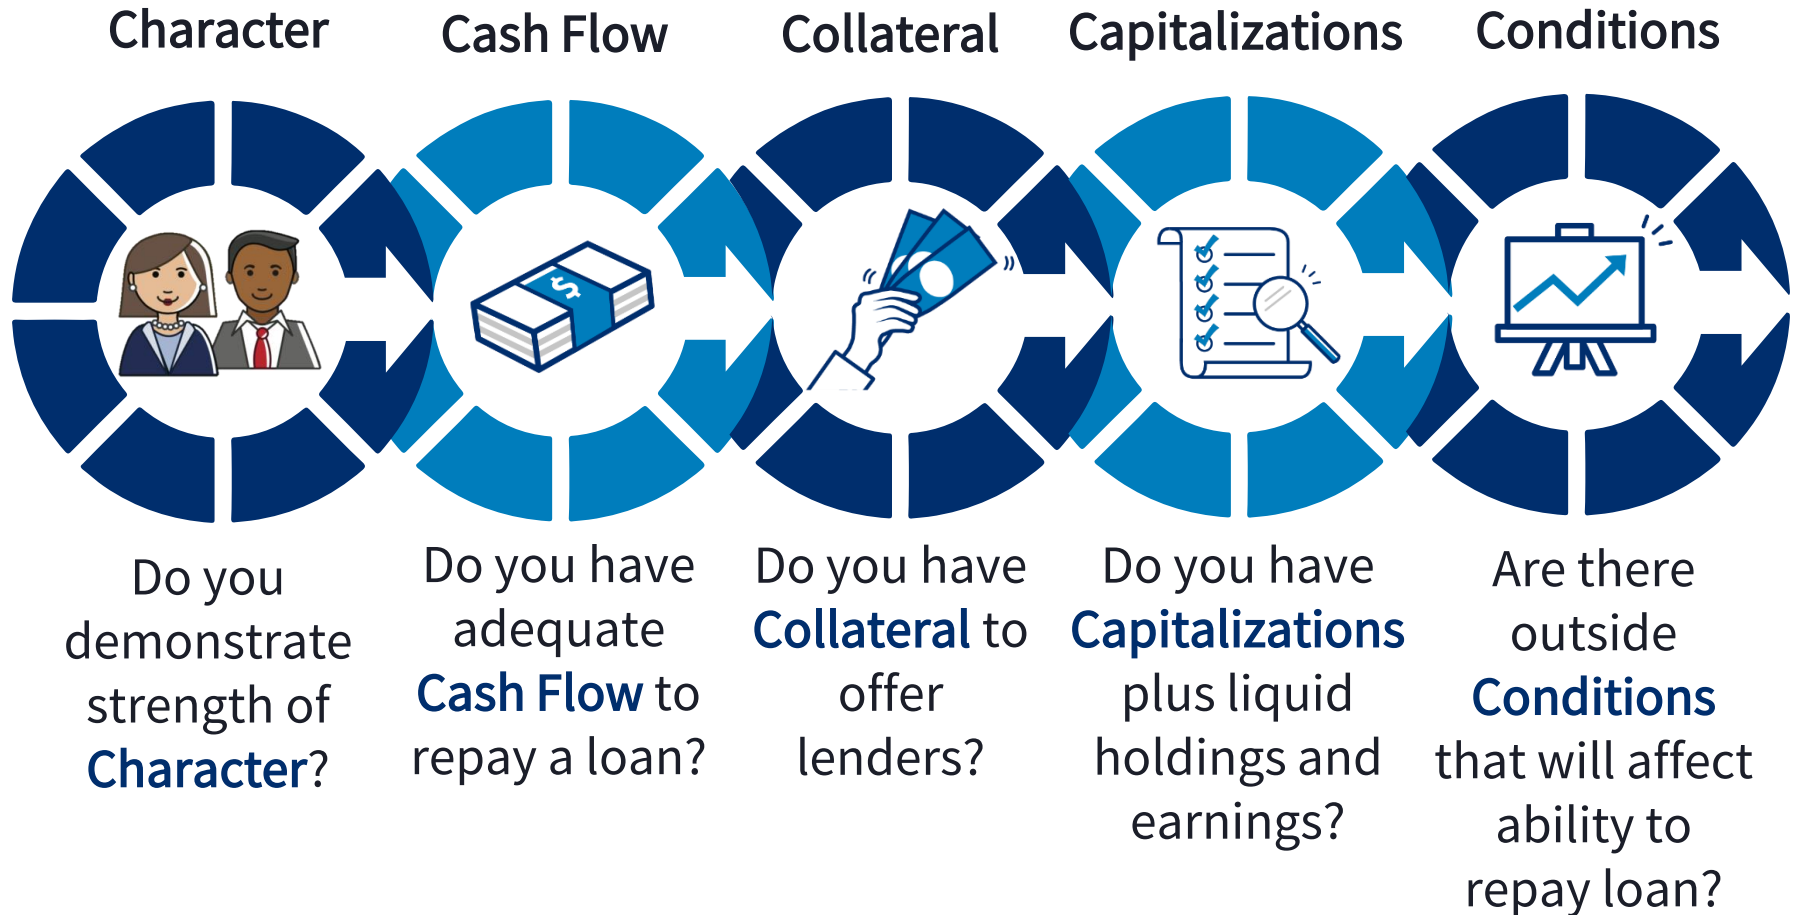 Character
Cash Flow
Collateral
Capitalizations
Conditions
$
Do you
demonstrate
strength of
Character?
Do you have
adequate
Cash Flow to
repay a loan?
Do you have
Collateral to
offer
lenders?
Do you have
Capitalizations
plus liquid
holdings and
earnings?
Are there
outside
Conditions
that will affect
ability to
repay loan?